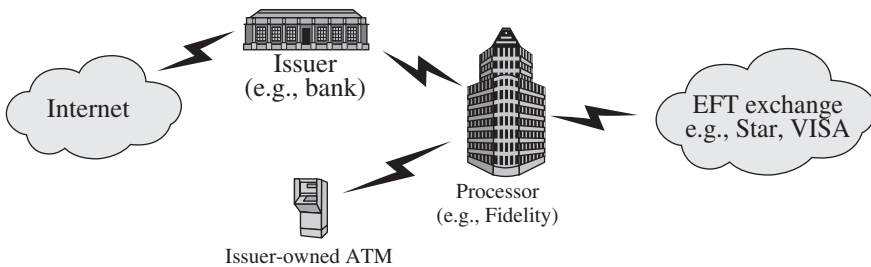 Internet
Issuer
(e.g., bank)
EFT exchange
e.g., Star, VISA
Processor
(e.g., Fidelity)
Issuer-owned ATM